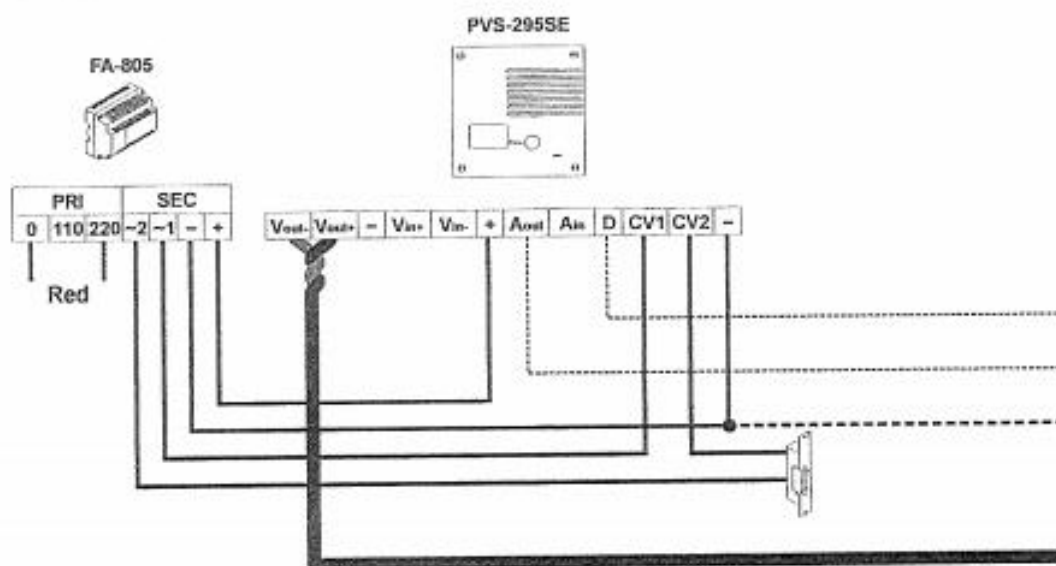 PVS-295SE
FA-805
PRI SEC
0 110 220 ~2 ~1 – +
Vout- Vout+ – Vin+ Vin- + Aout Ain D CV1 CV2 –
Red